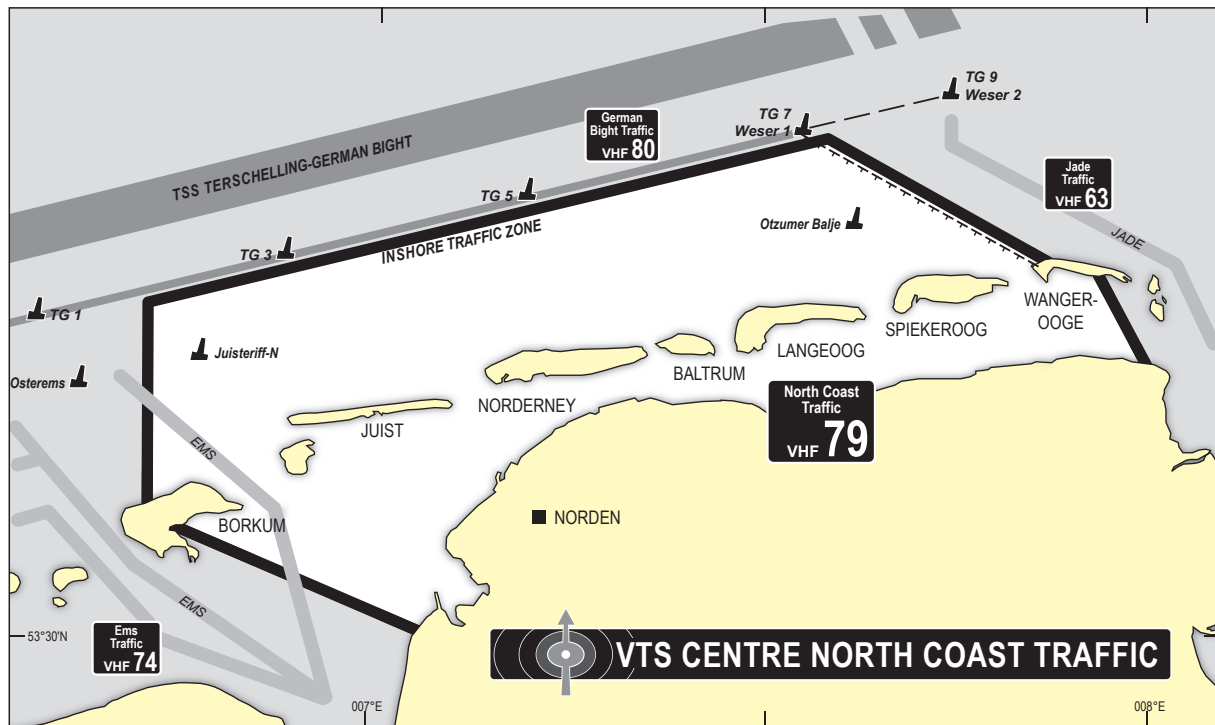 TG 9
Weser 2
TG 7
Weser 1
German
Bight Traffic
VHF 80
TSS TERSCHELLING-GERMAN BIGHT
Jade
Traffic
VHF 63
TG 5
Otzumer Balje
INSHORE TRAFFIC ZONE
JADE
TG 3
TG 1
WANGER-
OOGE
SPIEKEROOG
Juisteriff-N
LANGEOOG
Osterems
BALTRUM
NORDERNEY
North Coast
Traffic
VHF 79
JUIST
EMS
BORKUM
NORDEN
EMS
53°30'N
Ems
Traffic
VHF 74
VTS CENTRE NORTH COAST TRAFFIC
007°E
008°E